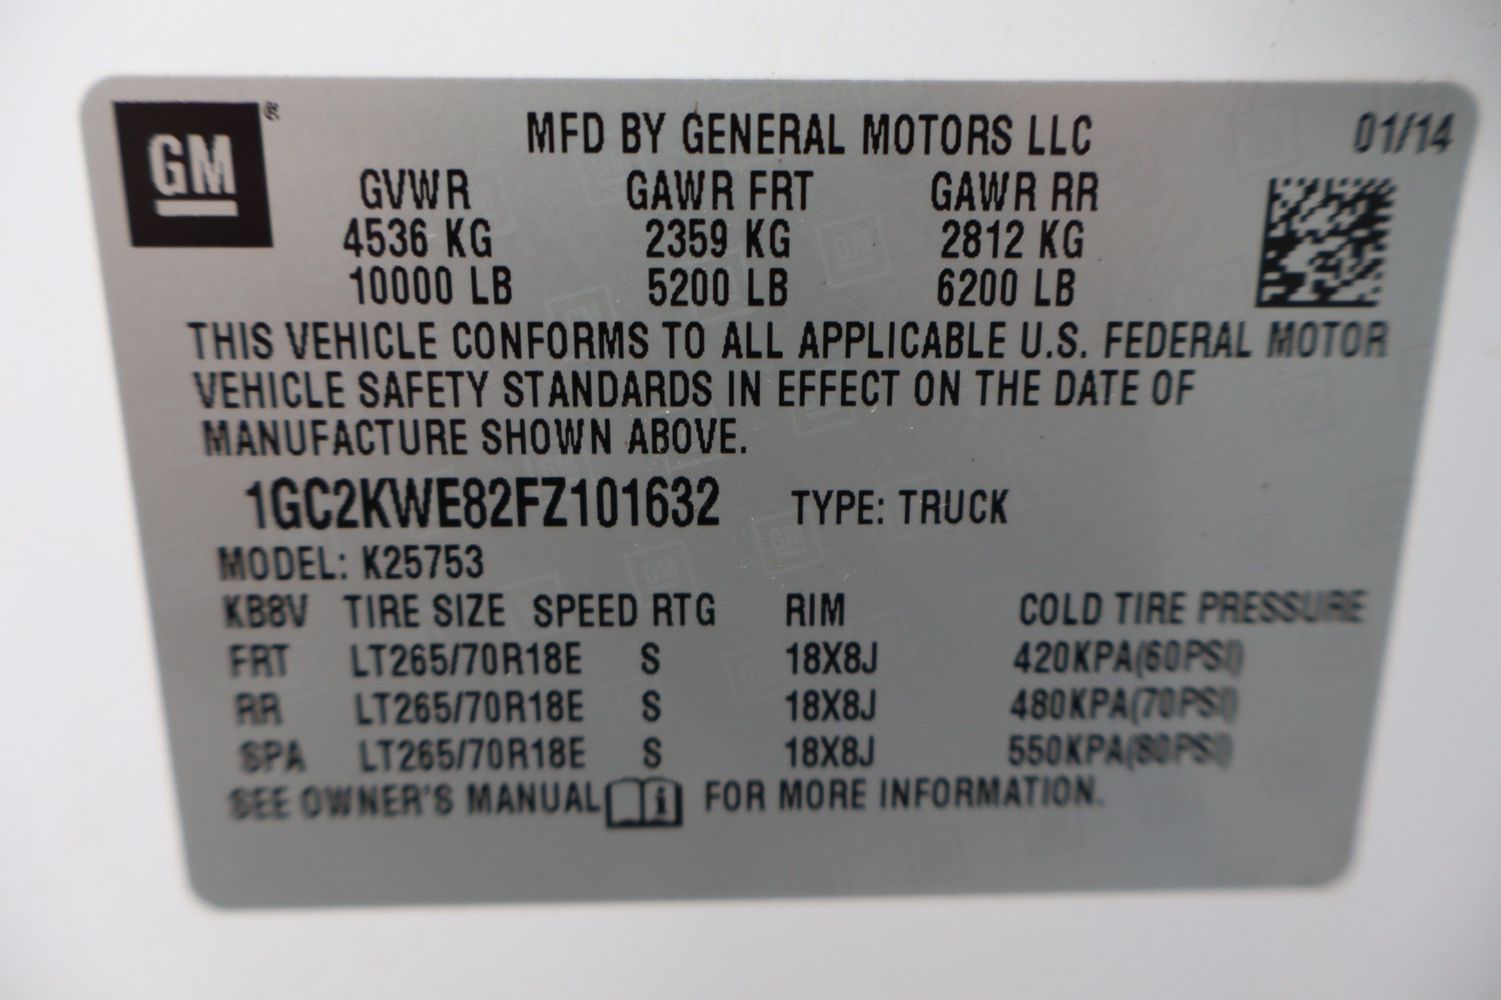 GM ® MFD BY GENERAL MOTORS LLC 01/14
GVWR GAWR FRT GAWR RR
4536 KG 2359 KG 2812 KG
10000 LB 5200 LB 6200 LB
THIS VEHICLE CONFORMS TO ALL APPLICABLE U.S. FEDERAL MOTOR
VEHICLE SAFETY STANDARDS IN EFFECT ON THE DATE OF
MANUFACTURE SHOWN ABOVE.
1GC2KWE82FZ101632 TYPE: TRUCK
MODEL: K25753
KB8V TIRE SIZE SPEED RTG RIM COLD TIRE PRESSURE
FRT LT265/70R18E S 18X8J 420KPA(60PSI)
RR LT265/70R18E S 18X8J 480KPA(70PSI)
SPA LT265/70R18E S 18X8J 550KPA(80PSI)
SEE OWNER'S MANUAL i FOR MORE INFORMATION.